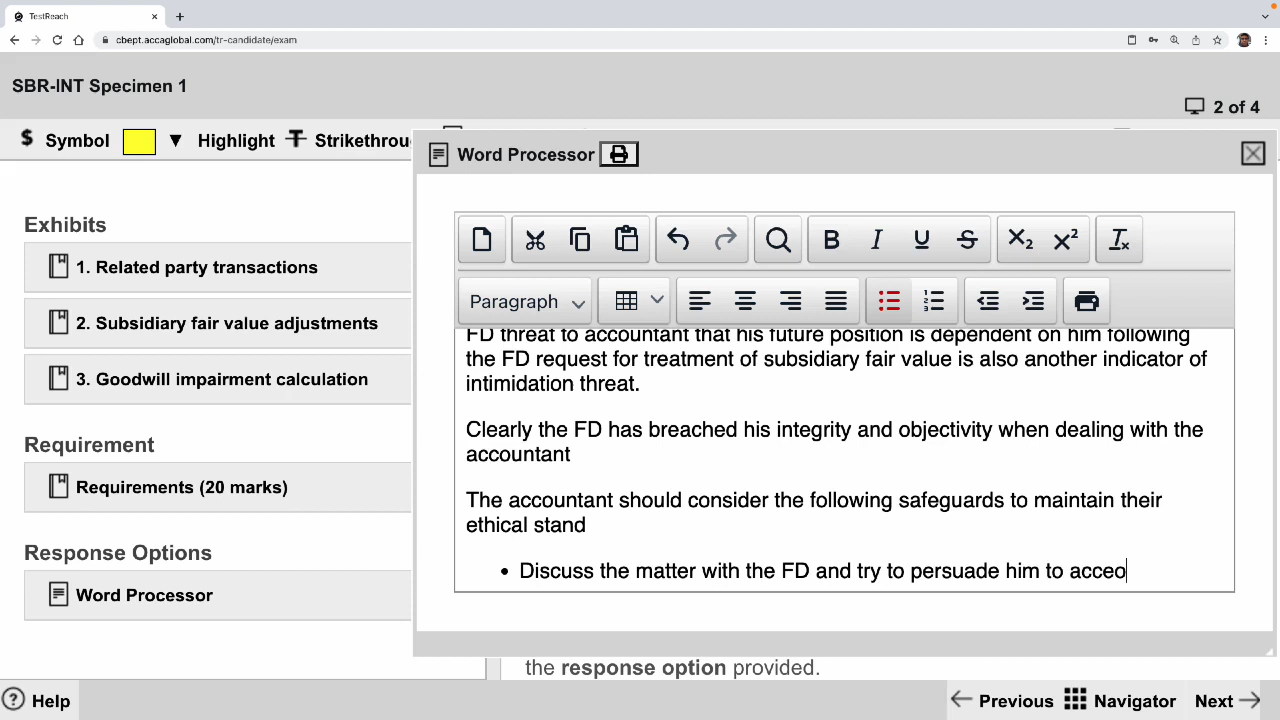 TestReach
cbept.accaglobal.com/tr-candidate/exam
SBR-INT Specimen 1
2 of 4
$ Symbol Highlight Strikethrou
Exhibits
1. Related party transactions
2. Subsidiary fair value adjustments
3. Goodwill impairment calculation
Requirement
Requirements (20 marks)
Response Options
Word Processor
Word Processor
B I U S X₂ X² Tx
Paragraph
FD threat to accountant that his future position is dependent on him following
the FD request for treatment of subsidiary fair value is also another indicator of
intimidation threat.
Clearly the FD has breached his integrity and objectivity when dealing with the
accountant
The accountant should consider the following safeguards to maintain their
ethical stand
• Discuss the matter with the FD and try to persuade him to acceo
the response option provided.
? Help
Previous Navigator Next